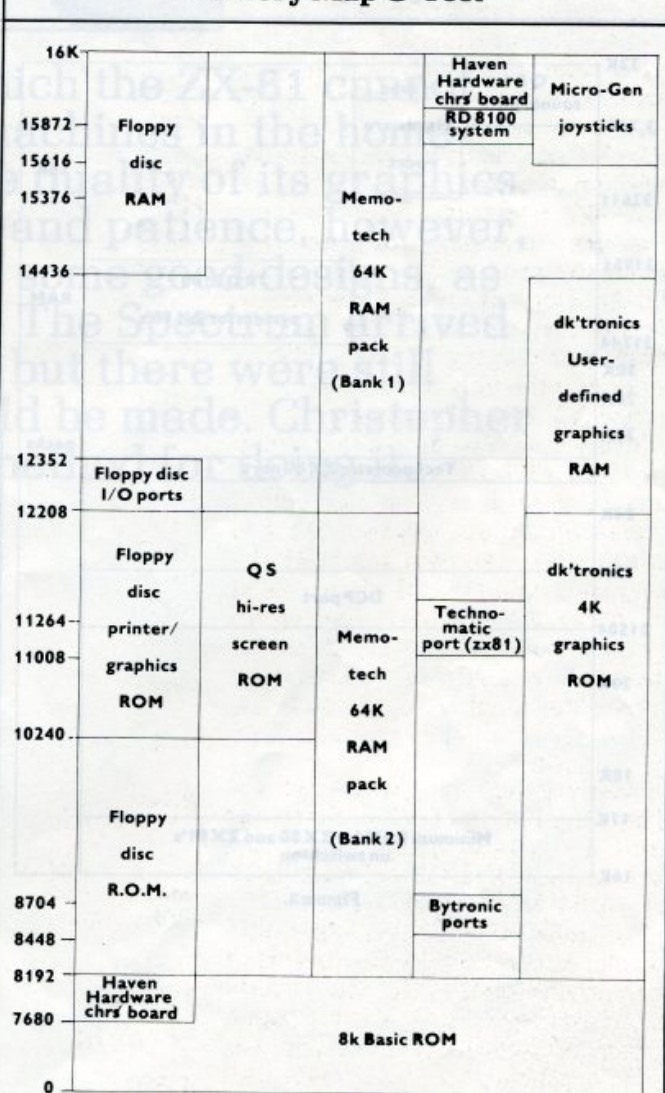 16K
15872
15616
15376
14436
12352
12208
11264
11008
10240
8704
8448
8192
7680
0
Floppy
disc
RAM
Floppy disc
I/O ports
Floppy
disc
printer/
graphics
ROM
Floppy
disc
R.O.M.
Haven
Hardware
chrs' board
QS
hi-res
screen
ROM
Memo-
tech
64K
RAM
pack
(Bank 1)
Memo-
tech
64K
RAM
pack
(Bank 2)
Haven
Hardware
chrs' board
RD 8100
system
Techno-
matic
port (zx81)
Bytronic
ports
Micro-Gen
joysticks
dk'tronics
User-
defined
graphics
RAM
dk'tronics
4K
graphics
ROM
8k Basic ROM